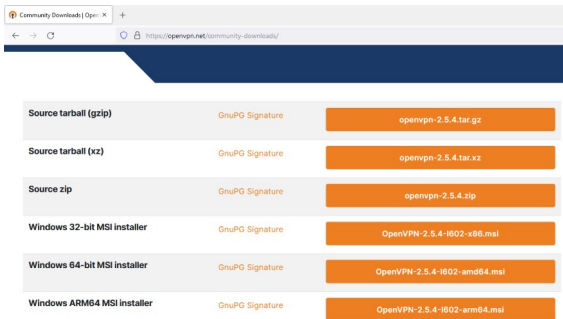 Community Downloads | Open
https://openvpn.net/community-downloads/
Source tarball (gzip) GnuPG Signature openvpn-2.5.4.tar.gz
Source tarball (xz) GnuPG Signature openvpn-2.5.4.tar.xz
Source zip GnuPG Signature openvpn-2.5.4.zip
Windows 32-bit MSI installer GnuPG Signature OpenVPN-2.5.4-I602-x86.msi
Windows 64-bit MSI installer GnuPG Signature OpenVPN-2.5.4-I602-amd64.msi
Windows ARM64 MSI installer GnuPG Signature OpenVPN-2.5.4-I602-arm64.msi